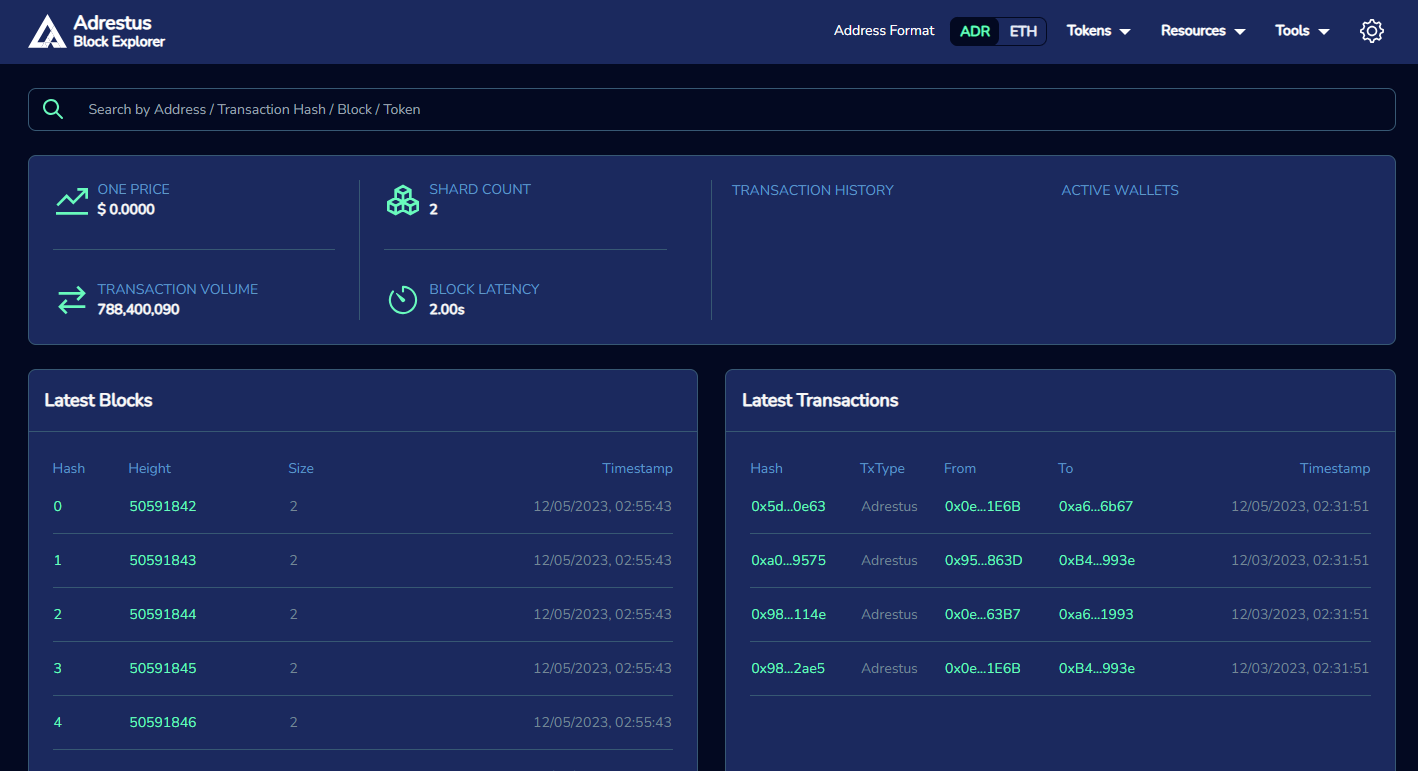 Adrestus
Block Explorer
Address Format ADR ETH Tokens Resources Tools
Search by Address / Transaction Hash / Block / Token
ONE PRICE SHARD COUNT TRANSACTION HISTORY ACTIVE WALLETS
$ 0.0000 2
TRANSACTION VOLUME BLOCK LATENCY
788,400,090 2.00s
Latest Blocks
Hash Height Size Timestamp
0 50591842 2 12/05/2023, 02:55:43
1 50591843 2 12/05/2023, 02:55:43
2 50591844 2 12/05/2023, 02:55:43
3 50591845 2 12/05/2023, 02:55:43
4 50591846 2 12/05/2023, 02:55:43
Latest Transactions
Hash TxType From To Timestamp
0x5d...0e63 Adrestus 0x0e...1E6B 0xa6...6b67 12/05/2023, 02:31:51
0xa0...9575 Adrestus 0x95...863D 0xB4...993e 12/03/2023, 02:31:51
0x98...114e Adrestus 0x0e...63B7 0xa6...1993 12/03/2023, 02:31:51
0x98...2ae5 Adrestus 0x0e...1E6B 0xB4...993e 12/03/2023, 02:31:51